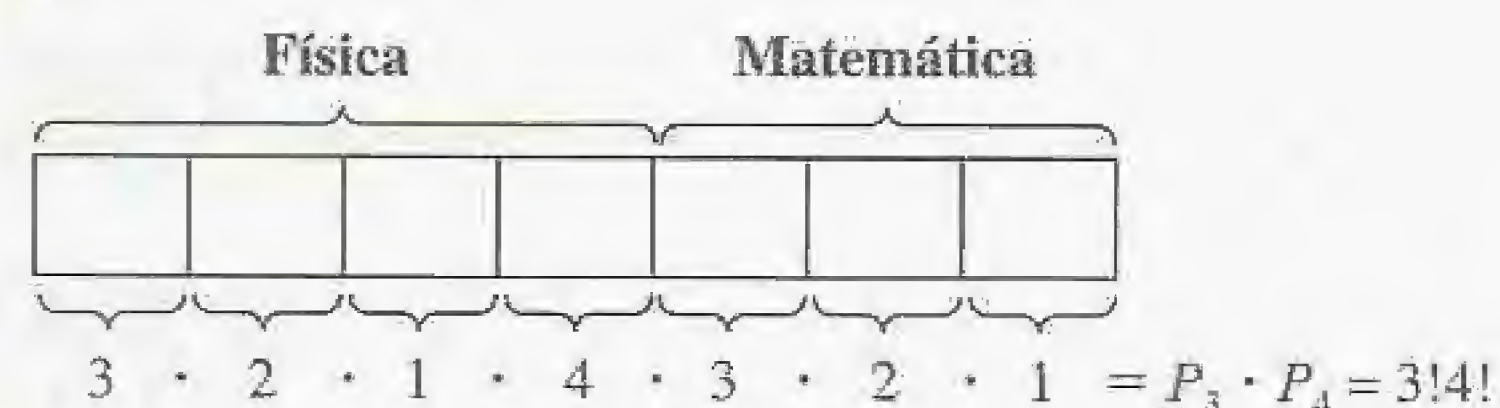 Física Matemática
3 · 2 · 1 · 4 · 3 · 2 · 1 = P₃ · P₄ = 3!4!